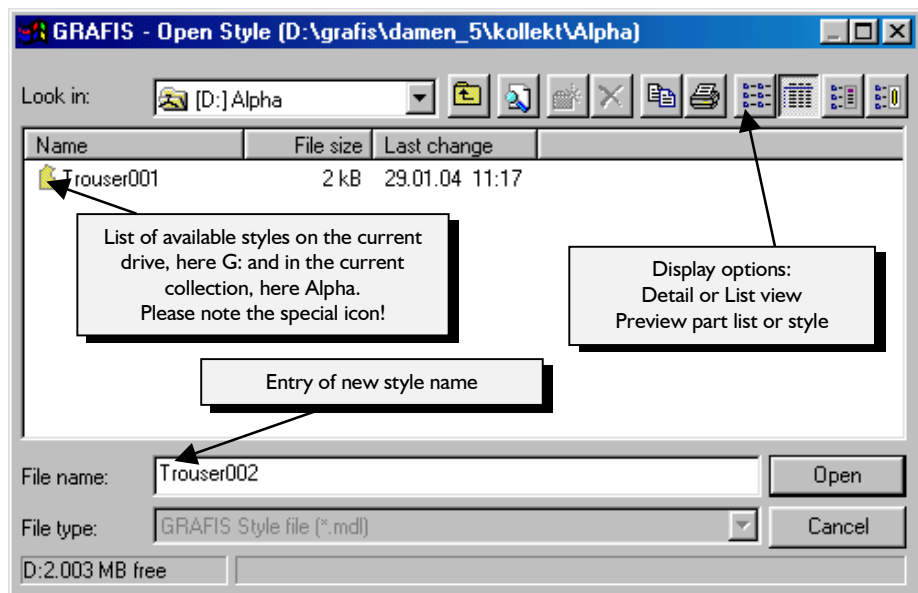 GRAFIS - Open Style (D:\grafis\damen_5\kollekt\Alpha)
Look in: [D:] Alpha
Name File size Last change
Trouser001 2 kB 29.01.04 11:17
List of available styles on the current
drive, here G: and in the current
collection, here Alpha.
Please note the special icon!
Display options:
Detail or List view
Preview part list or style
Entry of new style name
File name: Trouser002 Open
File type: GRAFIS Style file (*.mdl) Cancel
D:2.003 MB free